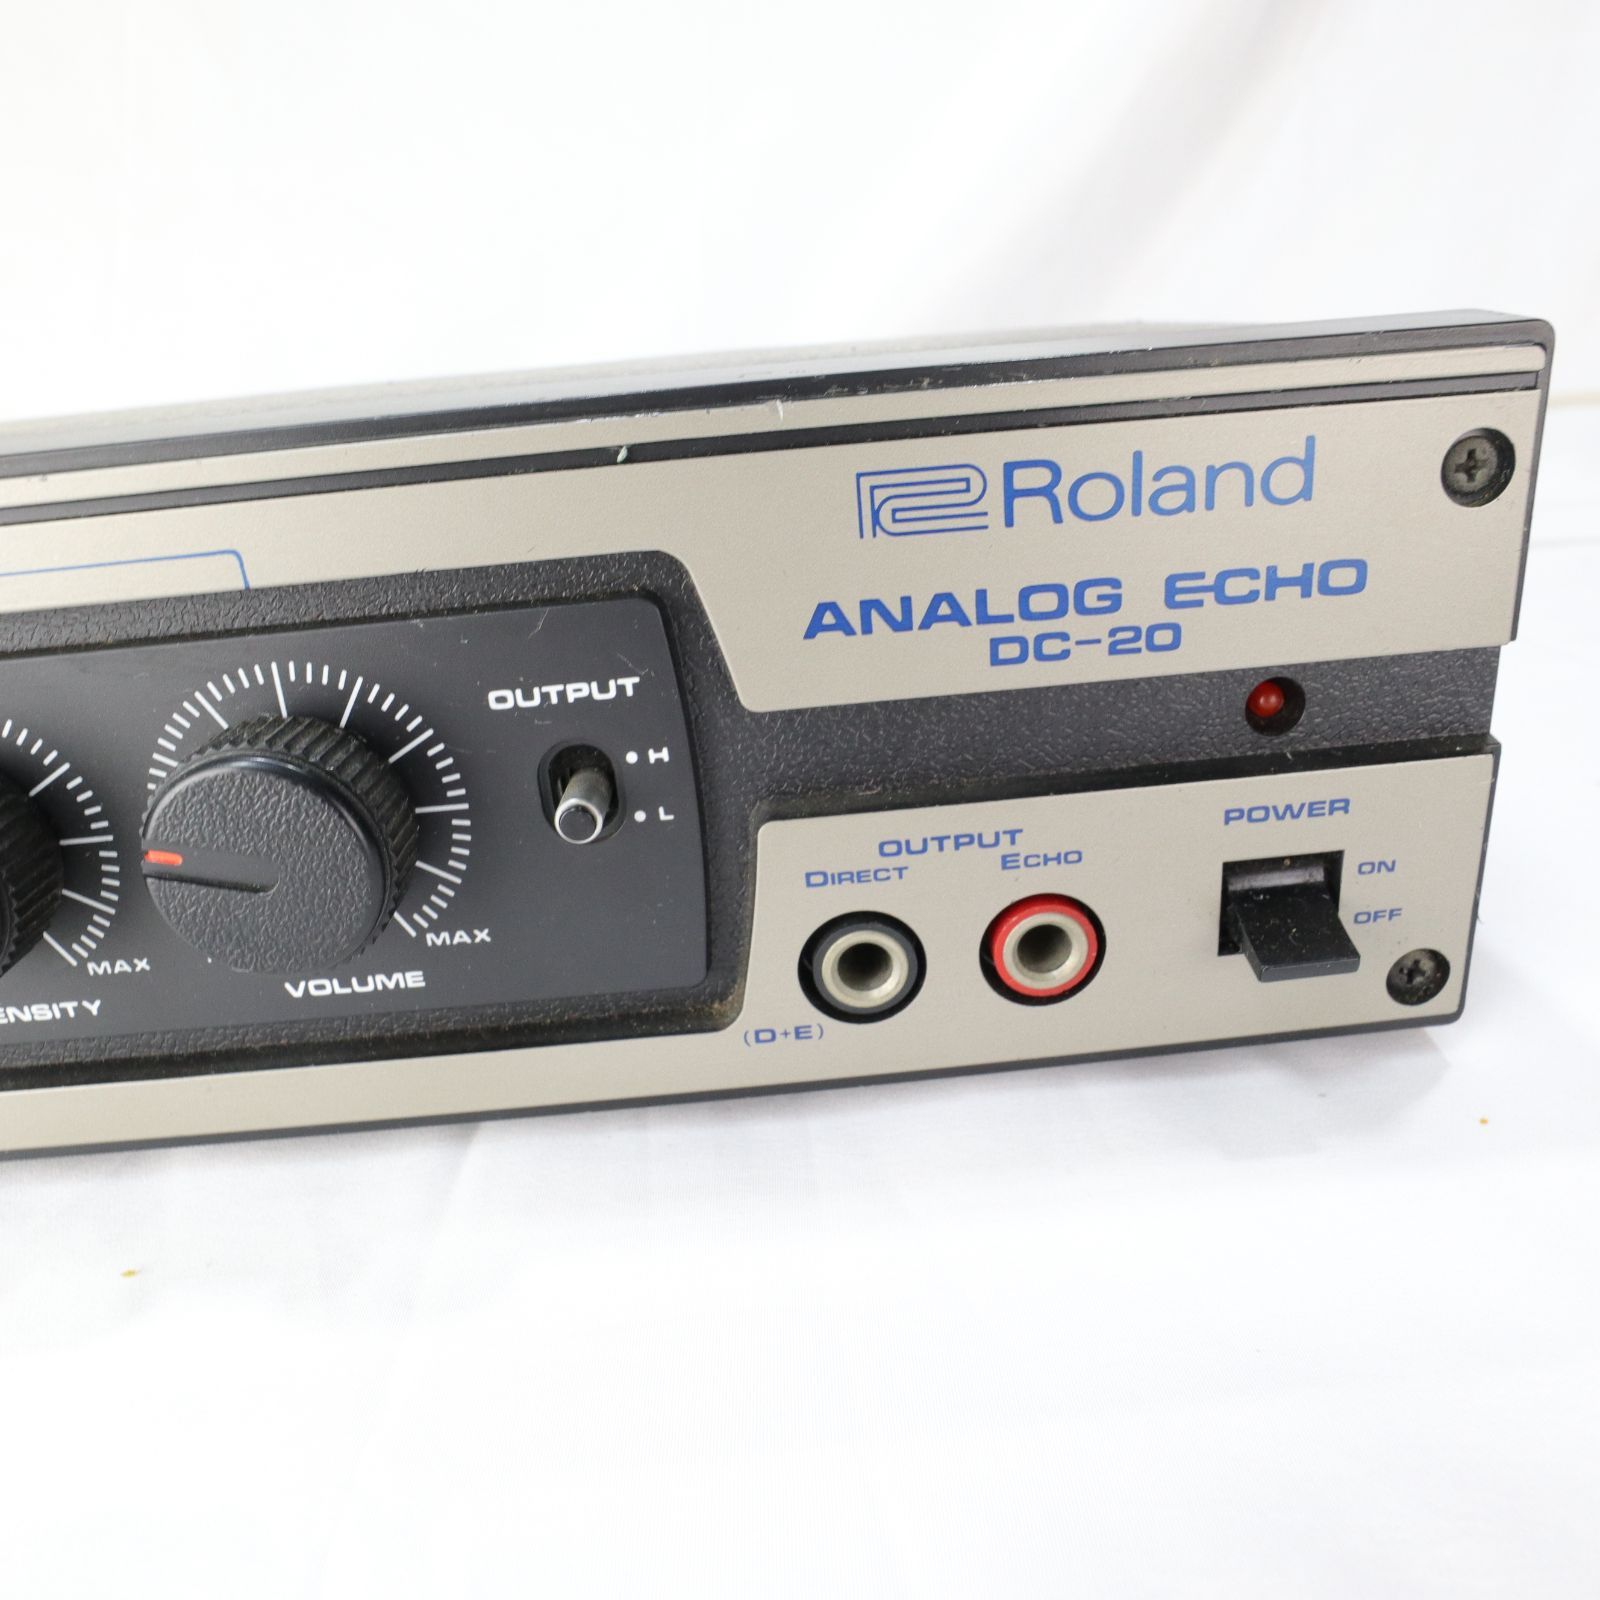 Roland
ANALOG ECHO
DC-20
OUTPUT
H
L
MAX
MAX
VOLUME
OUTPUT
DIRECT
ECHO
(D+E)
POWER
ON
OFF